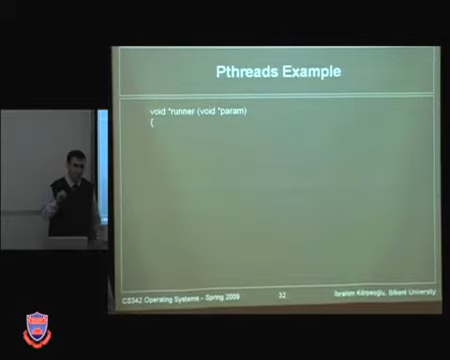 Pthreads Example
void *runner (void *param)
{
CS342 Operating Systems - Spring 2009
32
İbrahim Körpeoğlu, Bilkent University